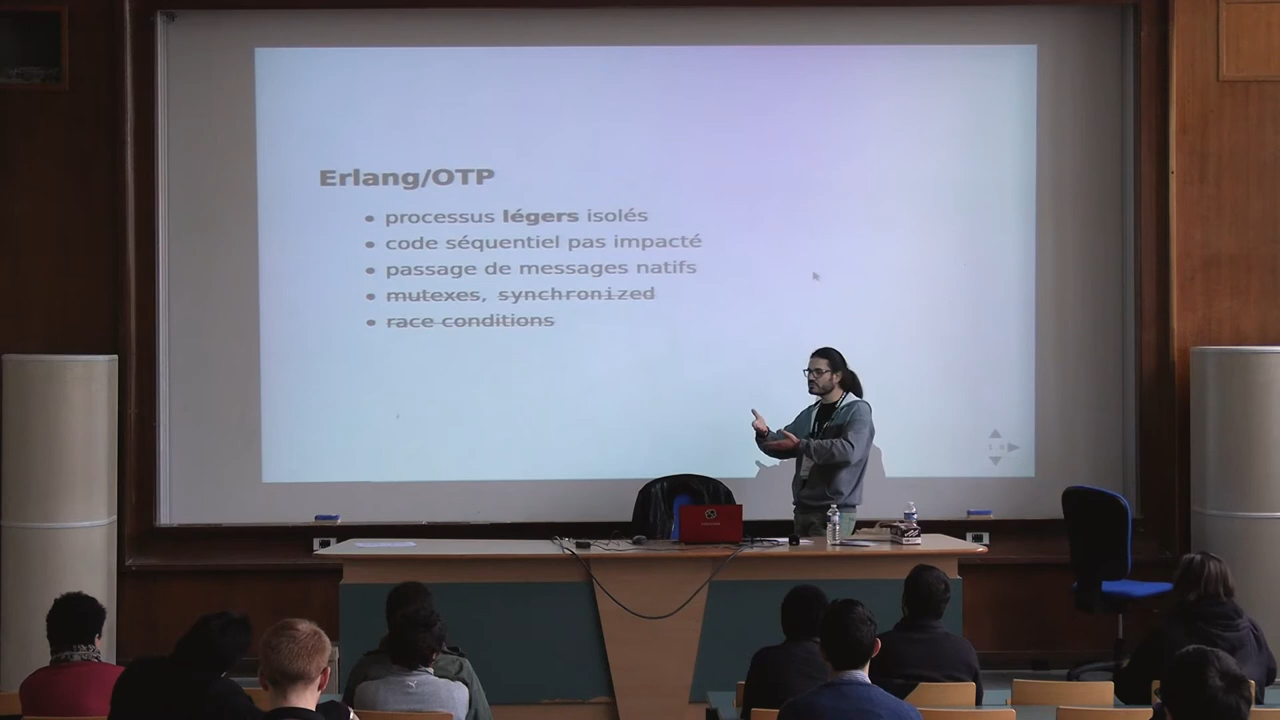 Erlang/OTP
• processus légers isolés
• code séquentiel pas impacté
• passage de messages natifs
• mutexes, synchronized
• race conditions